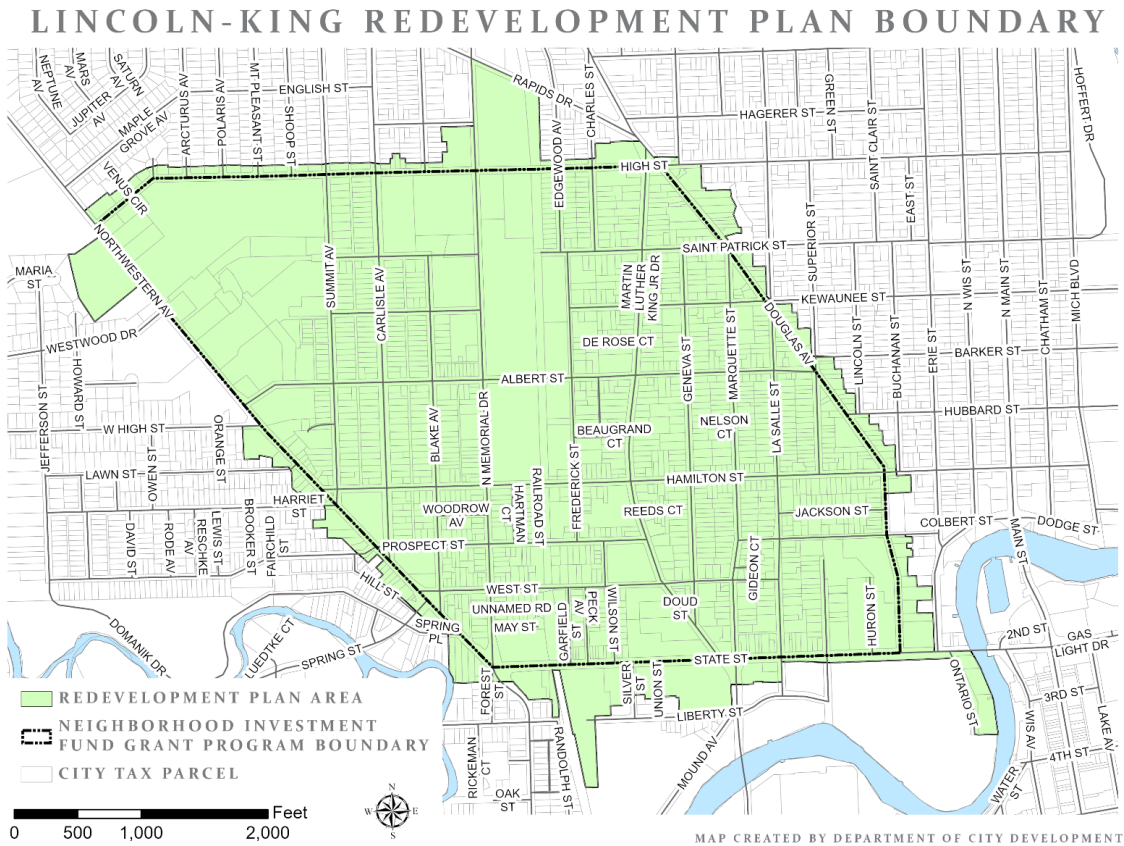 LINCOLN-KING REDEVELOPMENT PLAN BOUNDARY
NEPTUNE AV
MARS AV
SATURN AV
JUPITER AV
MAPLE GROVE AV
ARCTURUS AV
POLARIS AV
MT PLEASANT ST
SHOOP ST
ENGLISH ST
RAPIDS DR
EDGEWOOD AV
CHARLES ST
HAGERER ST
GREEN ST
SAINT CLAIR ST
HOFFERT DR
VENUS CIR
HIGH ST
EAST ST
NORTHWESTERN AV
SUPERIOR ST
SAINT PATRICK ST
MARIA ST
SUMMIT AV
CARLISLE AV
MARTIN LUTHER KING JR DR
KEWAUNEE ST
N WIS ST
N MAIN ST
CHATHAM ST
MICH BLVD
WESTWOOD DR
HOWARD ST
DE ROSE CT
GENEVA ST
MARQUETTE ST
DOUGLAS AV
LINCOLN ST
BUCHANAN ST
ERIE ST
BARKER ST
ALBERT ST
JEFFERSON ST
W HIGH ST
ORANGE ST
BLAKE AV
N MEMORIAL DR
BEAUGRAND CT
NELSON CT
LA SALLE ST
HUBBARD ST
LAWN ST
OWEN ST
HARRIET ST
WOODROW AV
HARTMAN CT
RAILROAD ST
FREDERICK ST
HAMILTON ST
REEDS CT
JACKSON ST
COLBERT ST
MAIN ST
DODGE ST
DAVID ST
RODE AV
RESCHKE AV
LEWIS ST
BROOKER ST
FAIRCHILD ST
PROSPECT ST
HILL ST
WEST ST
GIDEON CT
UNNAMED RD
MAY ST
GARFIELD ST
PECK AV
WILSON ST
DOUD ST
HURON ST
DOMANIK DR
LUEDTKE CT
SPRING ST
SPRING PL
STATE ST
2ND ST
GAS LIGHT DR
FOREST ST
SILVER ST
UNION ST
LIBERTY ST
ONTARIO ST
3RD ST
WIS AV
LAKE AV
4TH ST
WATER ST
RICKEMAN CT
RANDOLPH ST
MOUND AV
OAK ST
REDEVELOPMENT PLAN AREA
NEIGHBORHOOD INVESTMENT
FUND GRANT PROGRAM BOUNDARY
CITY TAX PARCEL
Feet
0 500 1,000 2,000
N
W E
S
MAP CREATED BY DEPARTMENT OF CITY DEVELOPMENT